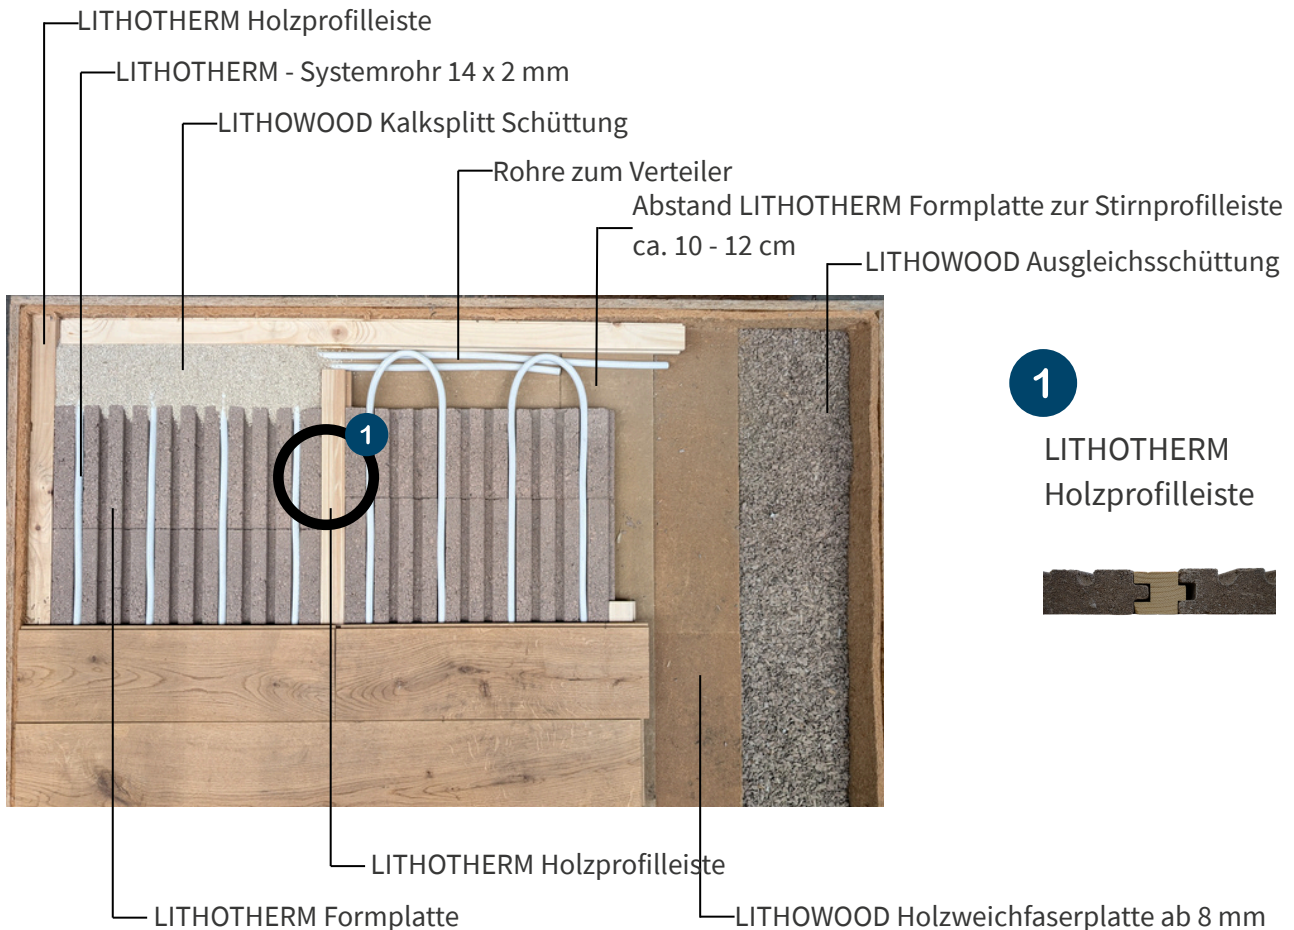 LITHOTHERM Holzprofilleiste
LITHOTHERM - Systemrohr 14 x 2 mm
LITHOWOOD Kalksplitt Schüttung
Rohre zum Verteiler
Abstand LITHOTHERM Formplatte zur Stirnprofilleiste
ca. 10 - 12 cm
LITHOWOOD Ausgleichsschüttung
1
1
LITHOTHERM
Holzprofilleiste
LITHOTHERM Holzprofilleiste
LITHOTHERM Formplatte
LITHOWOOD Holzweichfaserplatte ab 8 mm